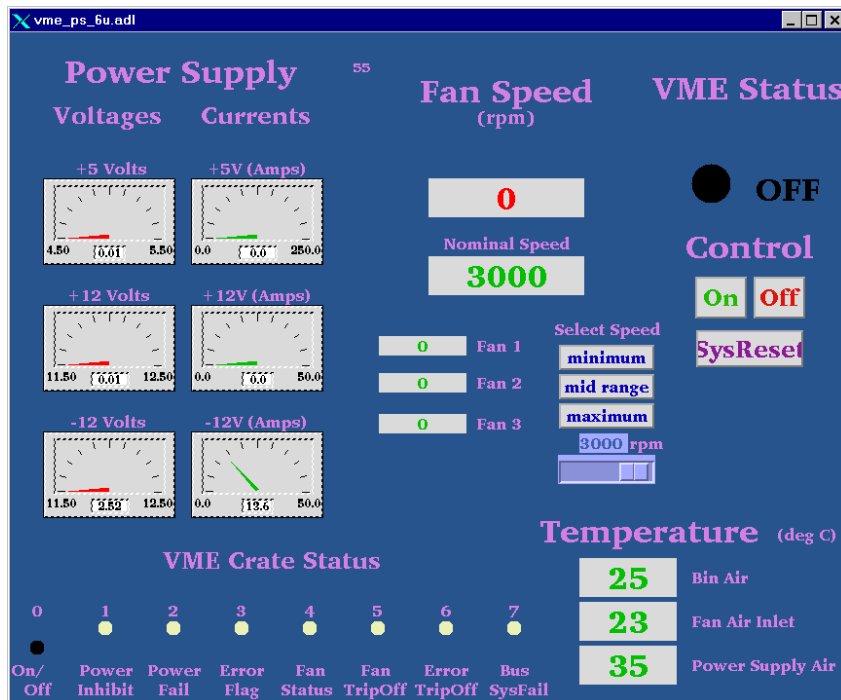 vme_ps_6u.adl
Power Supply
55
Voltages Currents
+5 Volts
4.50 5.50
0.01
+5V (Amps)
0.0 250.0
0.0
+12 Volts
11.50 12.50
0.01
+12V (Amps)
0.0 50.0
0.0
-12 Volts
11.50 12.50
2.52
-12V (Amps)
0.0 50.0
13.6
Fan Speed
(rpm)
0
Nominal Speed
3000
0 Fan 1
0 Fan 2
0 Fan 3
Select Speed
minimum
mid range
maximum
3000 rpm
VME Status
OFF
Control
On Off
SysReset
Temperature (deg C)
25 Bin Air
23 Fan Air Inlet
35 Power Supply Air
VME Crate Status
0 1 2 3 4 5 6 7
On/ Power Power Error Fan Fan Error Bus
Off Inhibit Fail Flag Status TripOff TripOff SysFail